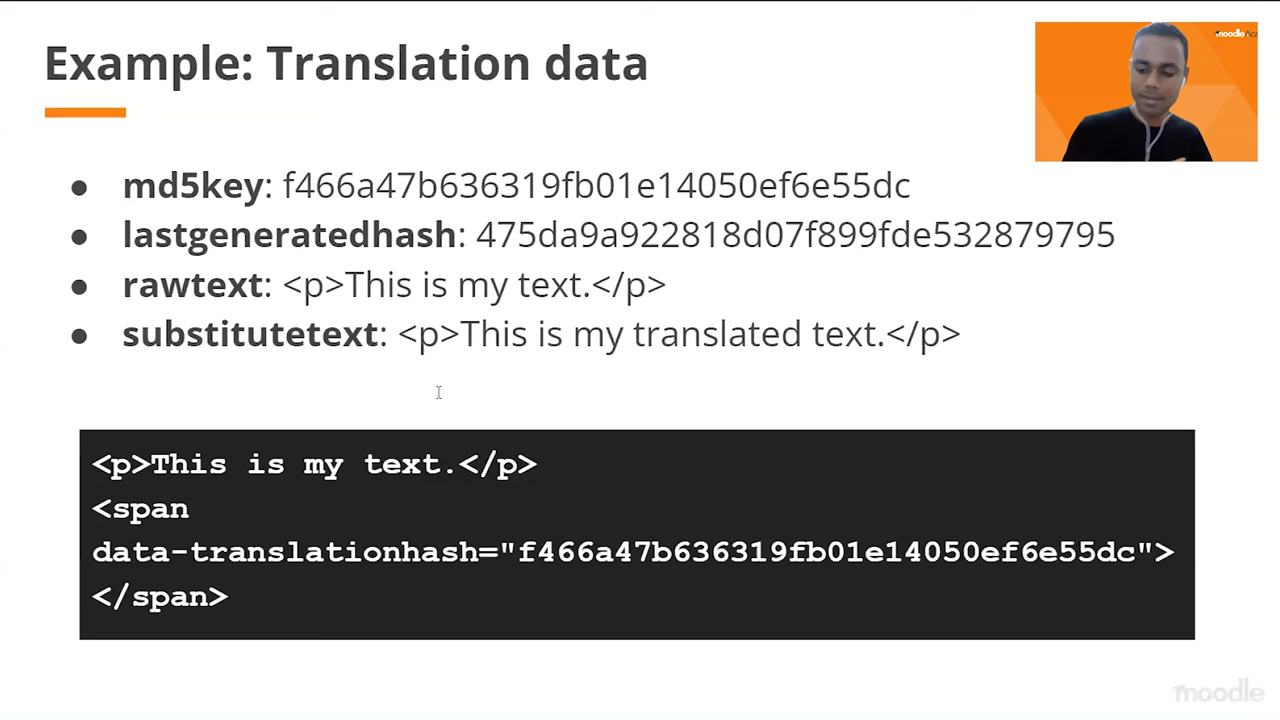 Example: Translation data
moodle
● md5key: f466a47b636319fb01e14050ef6e55dc
● lastgeneratedhash: 475da9a922818d07f899fde532879795
● rawtext: <p>This is my text.</p>
● substitutetext: <p>This is my translated text.</p>
<p>This is my text.</p>
<span
data-translationhash="f466a47b636319fb01e14050ef6e55dc">
</span>
moodle